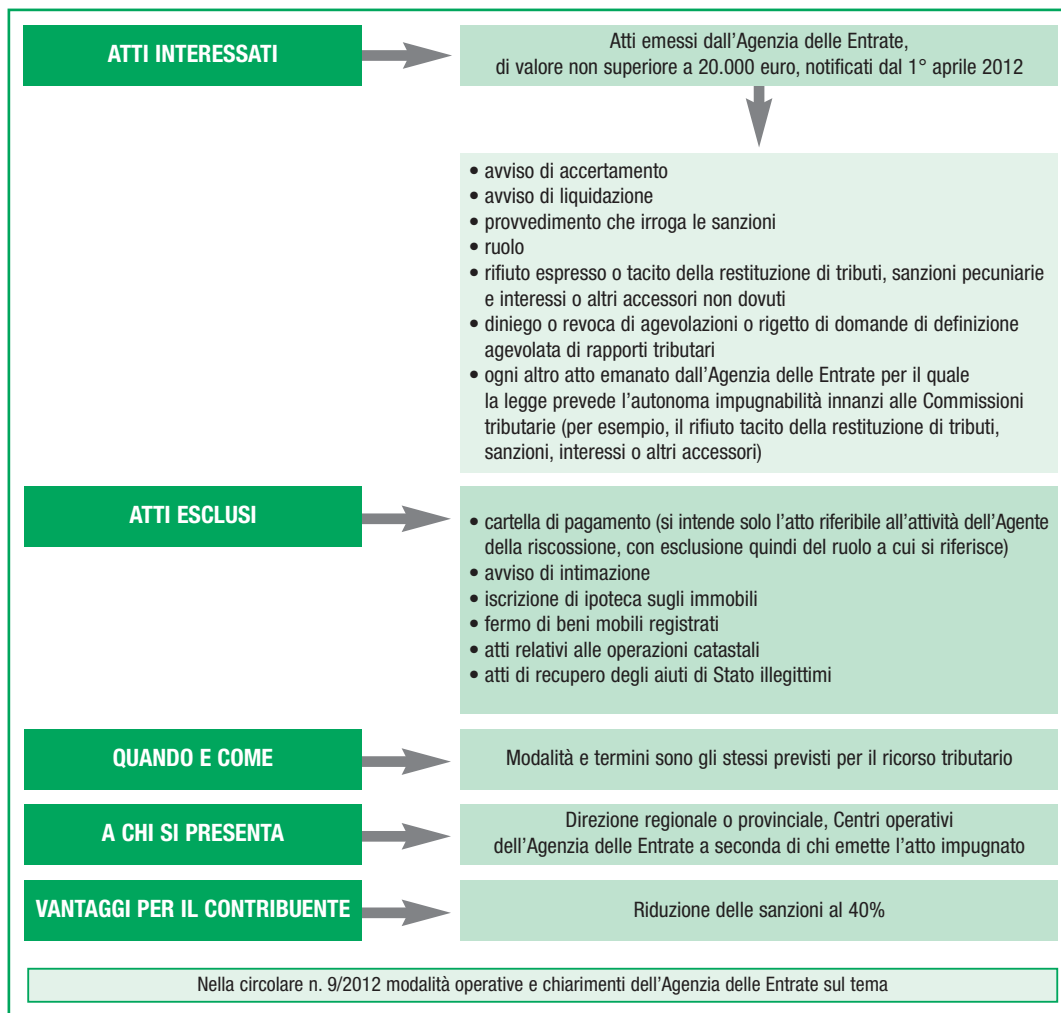 ATTI INTERESSATI
Atti emessi dall'Agenzia delle Entrate,
di valore non superiore a 20.000 euro, notificati dal 1° aprile 2012
• avviso di accertamento
• avviso di liquidazione
• provvedimento che irroga le sanzioni
• ruolo
• rifiuto espresso o tacito della restituzione di tributi, sanzioni pecuniarie
e interessi o altri accessori non dovuti
• diniego o revoca di agevolazioni o rigetto di domande di definizione
agevolata di rapporti tributari
• ogni altro atto emanato dall'Agenzia delle Entrate per il quale
la legge prevede l'autonoma impugnabilità innanzi alle Commissioni
tributarie (per esempio, il rifiuto tacito della restituzione di tributi,
sanzioni, interessi o altri accessori)
ATTI ESCLUSI
• cartella di pagamento (si intende solo l'atto riferibile all'attività dell'Agente
della riscossione, con esclusione quindi del ruolo a cui si riferisce)
• avviso di intimazione
• iscrizione di ipoteca sugli immobili
• fermo di beni mobili registrati
• atti relativi alle operazioni catastali
• atti di recupero degli aiuti di Stato illegittimi
QUANDO E COME
Modalità e termini sono gli stessi previsti per il ricorso tributario
A CHI SI PRESENTA
Direzione regionale o provinciale, Centri operativi
dell'Agenzia delle Entrate a seconda di chi emette l'atto impugnato
VANTAGGI PER IL CONTRIBUENTE
Riduzione delle sanzioni al 40%
Nella circolare n. 9/2012 modalità operative e chiarimenti dell'Agenzia delle Entrate sul tema